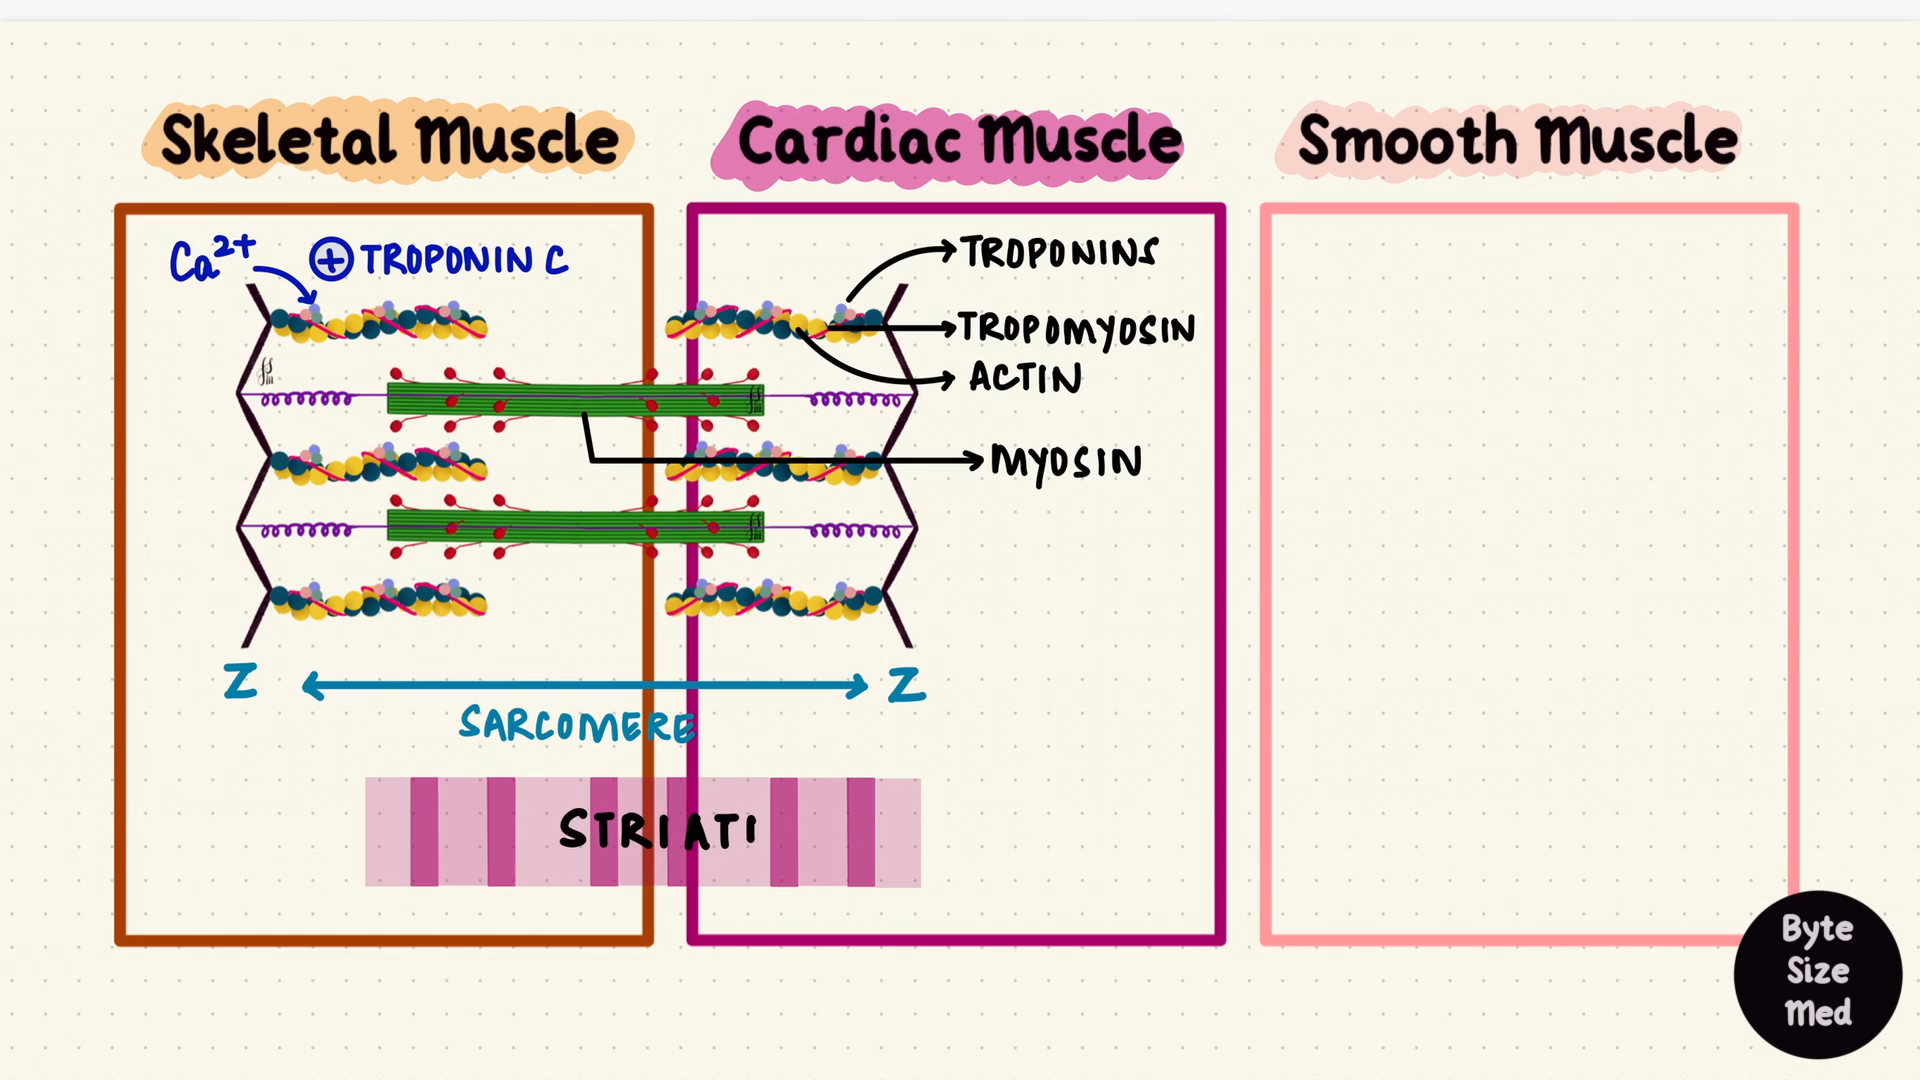 Skeletal Muscle
Cardiac Muscle
Smooth Muscle
Ca²⁺ ⊕ TROPONIN C
TROPONINS
TROPOMYOSIN
ACTIN
MYOSIN
Z Z
SARCOMERE
STRIATI
Byte
Size
Med